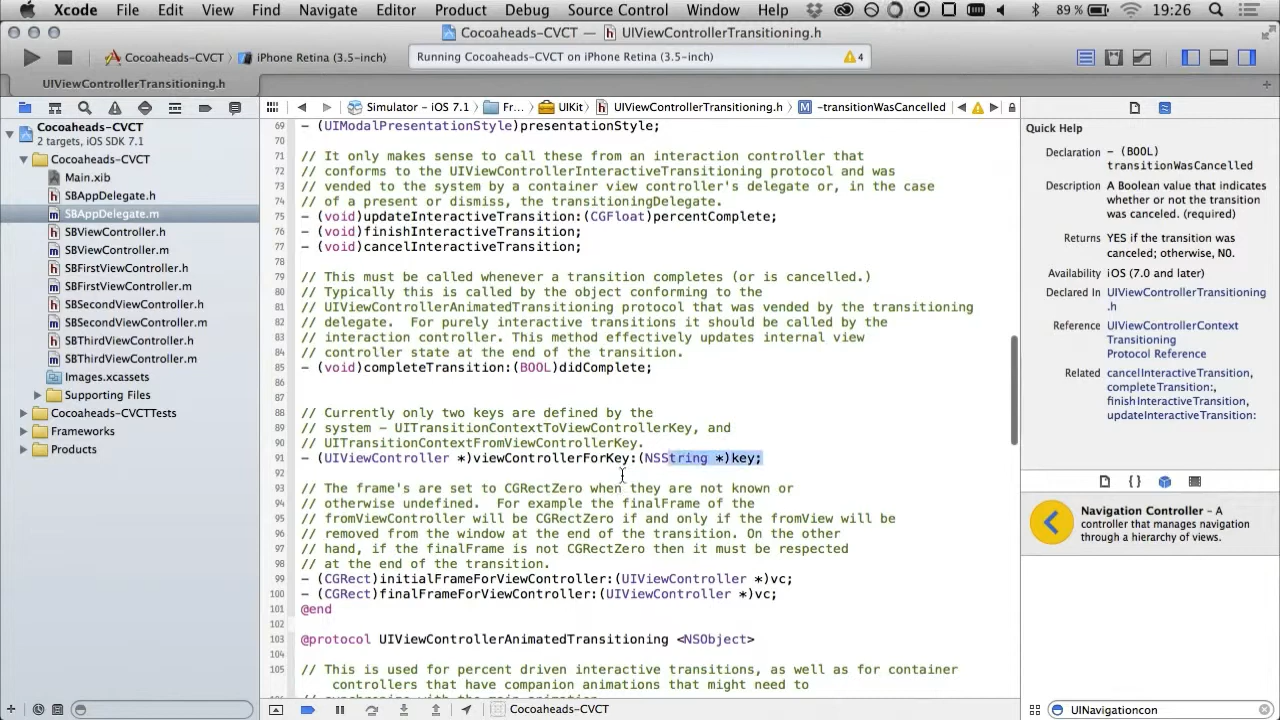 Xcode File Edit View Find Navigate Editor Product Debug Source Control Window Help 89% 19:26
Cocoaheads-CVCT — UIViewControllerTransitioning.h
Cocoaheads-CVCT iPhone Retina (3.5-inch) Running Cocoaheads-CVCT on iPhone Retina (3.5-inch) 4
UIViewControllerTransitioning.h
Simulator - iOS 7.1 Fr... UIKit UIViewControllerTransitioning.h -transitionWasCancelled
Cocoaheads-CVCT
2 targets, iOS SDK 7.1
Cocoaheads-CVCT
Main.xib
SBAppDelegate.h
SBAppDelegate.m
SBViewController.h
SBViewController.m
SBFirstViewController.h
SBFirstViewController.m
SBSecondViewController.h
SBSecondViewController.m
SBThirdViewController.h
SBThirdViewController.m
Images.xcassets
Supporting Files
Cocoaheads-CVCTTests
Frameworks
Products
69 - (UIModalPresentationStyle)presentationStyle;
70
71 // It only makes sense to call these from an interaction controller that
72 // conforms to the UIViewControllerInteractiveTransitioning protocol and was
73 // vended to the system by a container view controller's delegate or, in the case
74 // of a present or dismiss, the transitioningDelegate.
75 - (void)updateInteractiveTransition:(CGFloat)percentComplete;
76 - (void)finishInteractiveTransition;
77 - (void)cancelInteractiveTransition;
78
79 // This must be called whenever a transition completes (or is cancelled.)
80 // Typically this is called by the object conforming to the
81 // UIViewControllerAnimatedTransitioning protocol that was vended by the transitioning
82 // delegate.  For purely interactive transitions it should be called by the
83 // interaction controller. This method effectively updates internal view
84 // controller state at the end of the transition.
85 - (void)completeTransition:(BOOL)didComplete;
86
87
88 // Currently only two keys are defined by the
89 // system - UITransitionContextToViewControllerKey, and
90 // UITransitionContextFromViewControllerKey.
91 - (UIViewController *)viewControllerForKey:(NSString *)key;
92
93 // The frame's are set to CGRectZero when they are not known or
94 // otherwise undefined.  For example the finalFrame of the
95 // fromViewController will be CGRectZero if and only if the fromView will be
96 // removed from the window at the end of the transition. On the other
97 // hand, if the finalFrame is not CGRectZero then it must be respected
98 // at the end of the transition.
99 - (CGRect)initialFrameForViewController:(UIViewController *)vc;
100 - (CGRect)finalFrameForViewController:(UIViewController *)vc;
101 @end
102
103 @protocol UIViewControllerAnimatedTransitioning <NSObject>
104
105 // This is used for percent driven interactive transitions, as well as for container
controllers that have companion animations that might need to
Cocoaheads-CVCT
Quick Help
Declaration - (BOOL)
transitionWasCancelled
Description A Boolean value that indicates
whether or not the transition
was canceled. (required)
Returns YES if the transition was
canceled; otherwise, NO.
Availability iOS (7.0 and later)
Declared In UIViewControllerTransitioning
.h
Reference UIViewControllerContext
Transitioning
Protocol Reference
Related cancelInteractiveTransition,
completeTransition:,
finishInteractiveTransition,
updateInteractiveTransition:
{}
Navigation Controller - A
controller that manages navigation
through a hierarchy of views.
UINavigationcon